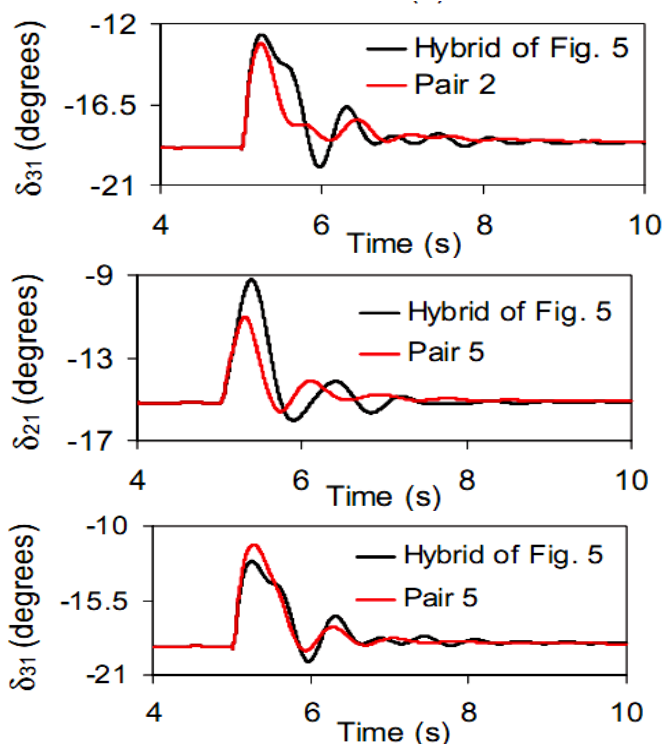 -12
Hybrid of Fig. 5
Pair 2
-16.5
-21
δ31 (degrees)
4 6 8 10
Time (s)
-9
Hybrid of Fig. 5
-13
Pair 5
-17
δ21 (degrees)
4 6 8 10
Time (s)
-10
Hybrid of Fig. 5
-15.5
Pair 5
-21
δ31 (degrees)
4 6 8 10
Time (s)